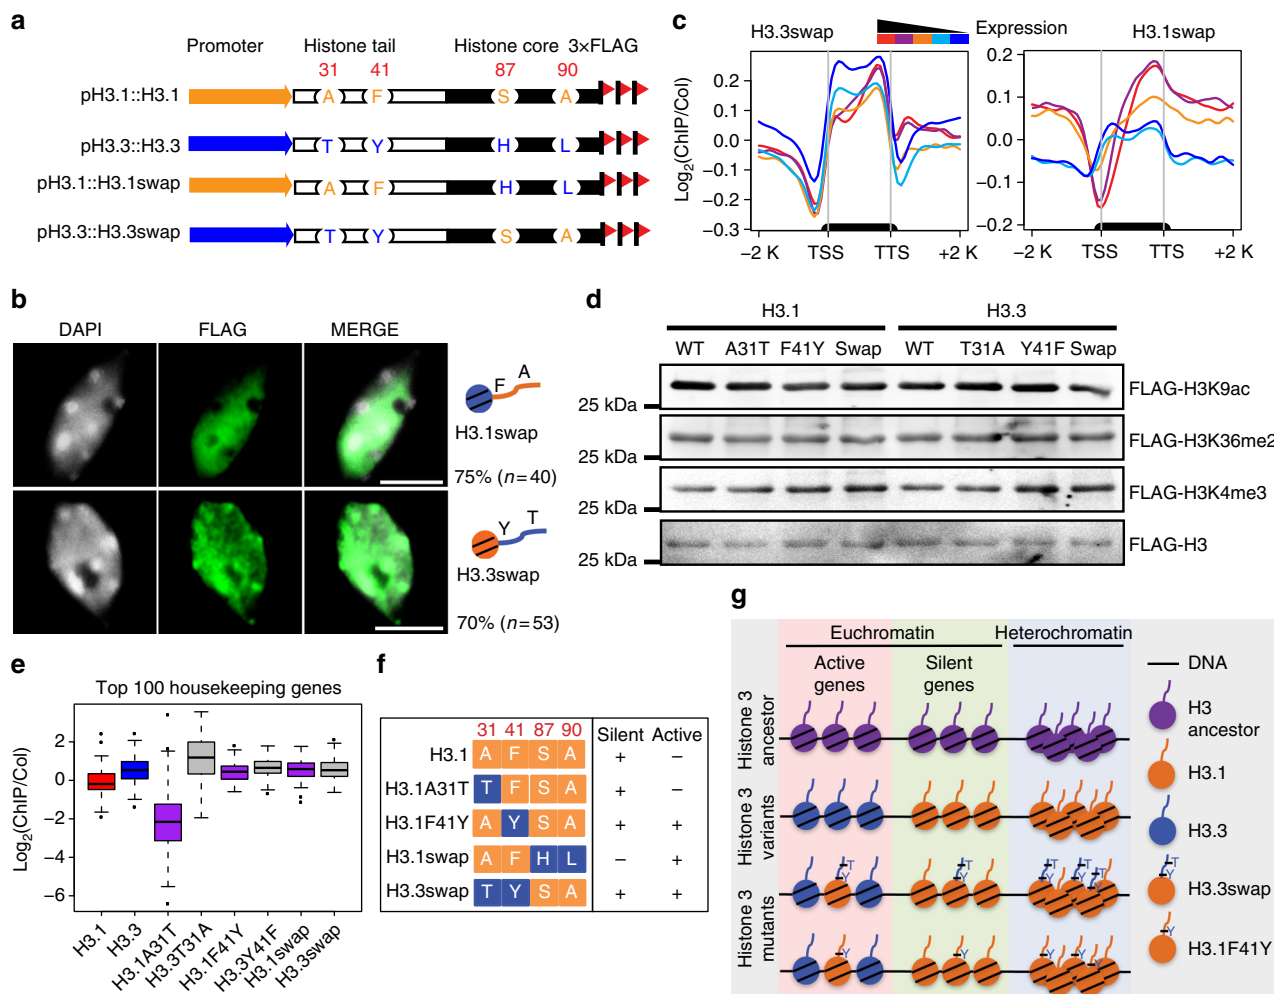 a
Promoter
Histone tail
Histone core
3×FLAG
31 41 87 90
pH3.1::H3.1
A F S A
pH3.3::H3.3
T Y H L
pH3.1::H3.1swap
A F H L
pH3.3::H3.3swap
T Y S A
b
DAPI FLAG MERGE
F A
H3.1swap
75% (n=40)
Y T
H3.3swap
70% (n=53)
c
H3.3swap
Expression
H3.1swap
Log2(ChIP/Col)
0.2
0.1
0.0
−0.1
−0.2
−0.3
−2 K TSS TTS +2 K
0.2
0.1
0.0
−0.1
−0.2
−2 K TSS TTS +2 K
d
H3.1 H3.3
WT A31T F41Y Swap WT T31A Y41F Swap
FLAG-H3K9ac
25 kDa
FLAG-H3K36me2
25 kDa
FLAG-H3K4me3
25 kDa
FLAG-H3
25 kDa
e
Top 100 housekeeping genes
Log2(ChIP/Col)
2
0
−2
−4
−6
H3.1
H3.3
H3.1A31T
H3.3T31A
H3.1F41Y
H3.3Y41F
H3.1swap
H3.3swap
f
31 41 87 90 Silent Active
H3.1 A F S A + −
H3.1A31T T F S A + −
H3.1F41Y A Y S A + +
H3.1swap A F H L − +
H3.3swap T Y S A + +
g
Euchromatin Heterochromatin
Active genes
Silent genes
Histone 3 ancestor
Histone 3 variants
Histone 3 mutants
T
Y
T
Y
T
Y
T
Y
T
Y
Y
Y
Y
DNA
H3 ancestor
H3.1
H3.3
T
Y
H3.3swap
Y
H3.1F41Y